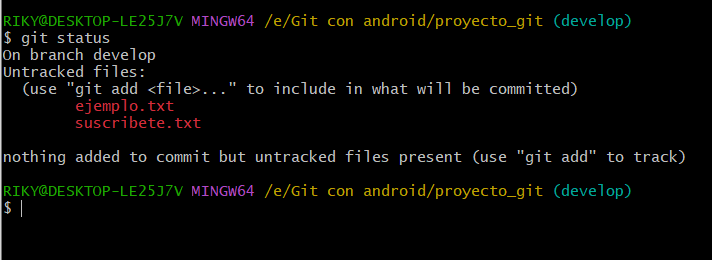 RIKY@DESKTOP-LE25J7V MINGW64 /e/Git con android/proyecto_git (develop)
$ git status
On branch develop
Untracked files:
  (use "git add <file>..." to include in what will be committed)
        ejemplo.txt
        suscribete.txt

nothing added to commit but untracked files present (use "git add" to track)

RIKY@DESKTOP-LE25J7V MINGW64 /e/Git con android/proyecto_git (develop)
$